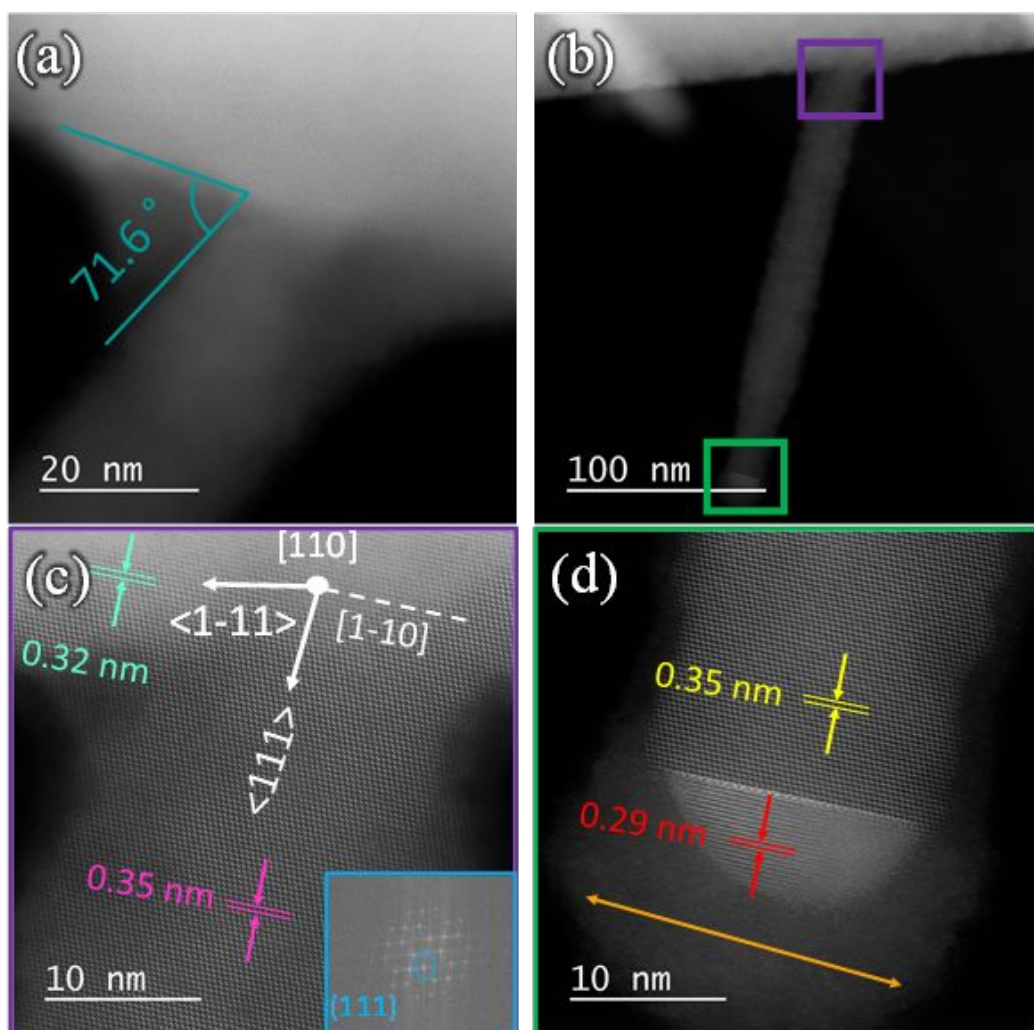 (a)
71.6 °
20 nm
(b)
100 nm
(c)
[110]
<1-11>
[1-10]
0.32 nm
<111>
0.35 nm
10 nm
(111)
(d)
0.35 nm
0.29 nm
10 nm